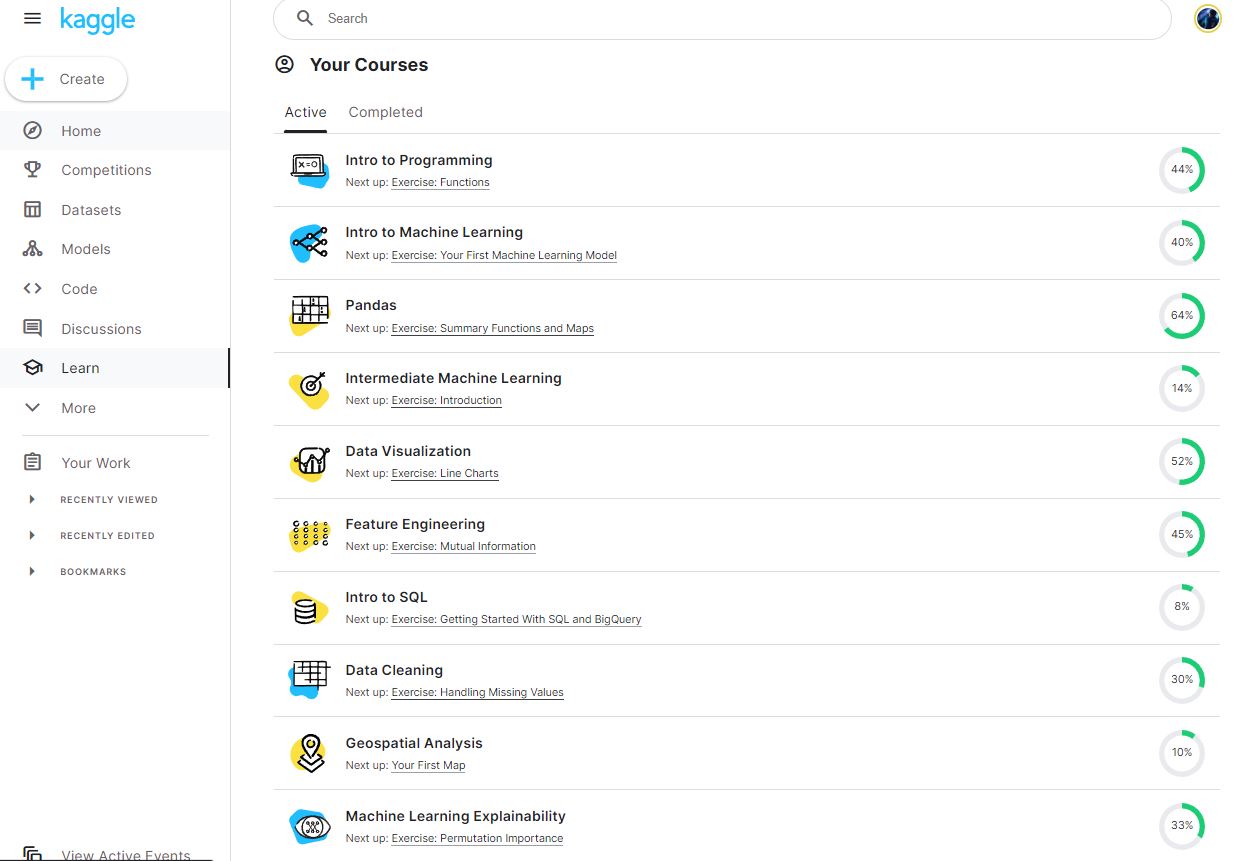 kaggle
Search
Create
Home
Competitions
Datasets
Models
Code
Discussions
Learn
More
Your Work
RECENTLY VIEWED
RECENTLY EDITED
BOOKMARKS
View Active Events
Your Courses
Active Completed
Intro to Programming
Next up: Exercise: Functions
44%
Intro to Machine Learning
Next up: Exercise: Your First Machine Learning Model
40%
Pandas
Next up: Exercise: Summary Functions and Maps
64%
Intermediate Machine Learning
Next up: Exercise: Introduction
14%
Data Visualization
Next up: Exercise: Line Charts
52%
Feature Engineering
Next up: Exercise: Mutual Information
45%
Intro to SQL
Next up: Exercise: Getting Started With SQL and BigQuery
8%
Data Cleaning
Next up: Exercise: Handling Missing Values
30%
Geospatial Analysis
Next up: Your First Map
10%
Machine Learning Explainability
Next up: Exercise: Permutation Importance
33%